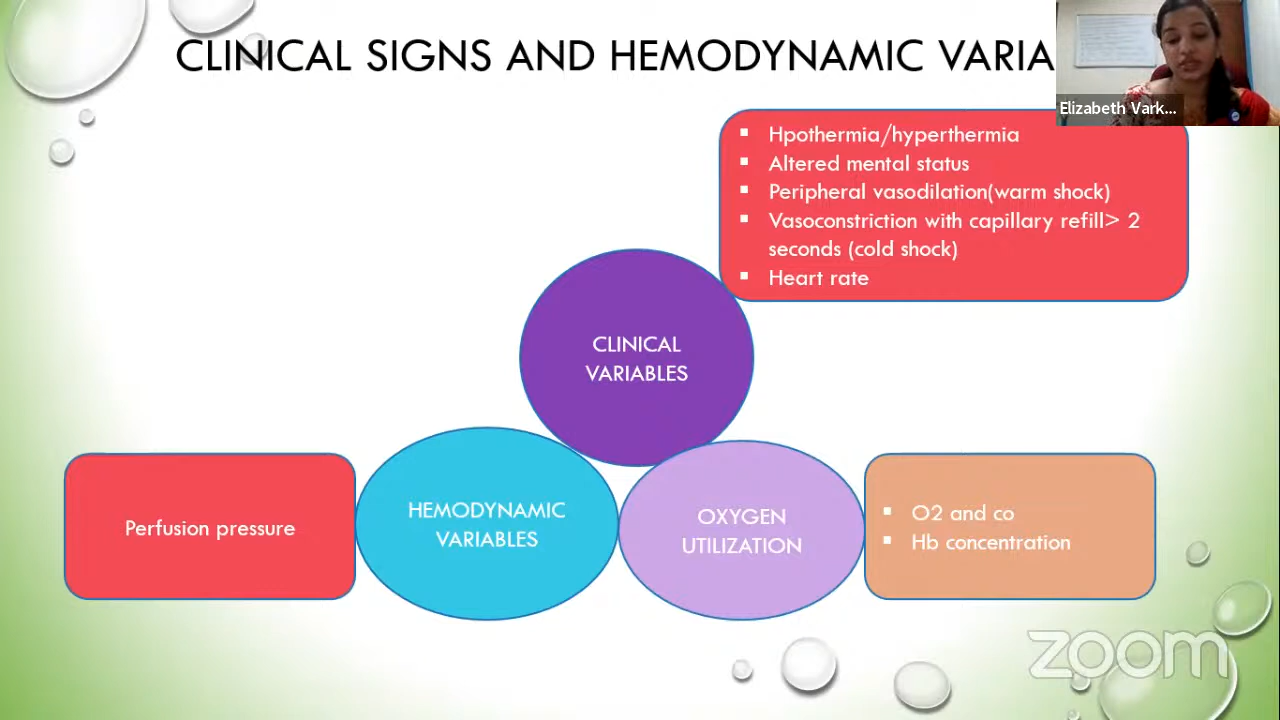 CLINICAL SIGNS AND HEMODYNAMIC VARIA
Elizabeth Vark...
▪ Hpothermia/hyperthermia
▪ Altered mental status
▪ Peripheral vasodilation(warm shock)
▪ Vasoconstriction with capillary refill> 2
seconds (cold shock)
▪ Heart rate
CLINICAL
VARIABLES
Perfusion pressure
HEMODYNAMIC
VARIABLES
OXYGEN
UTILIZATION
▪ O2 and co
▪ Hb concentration
zoom